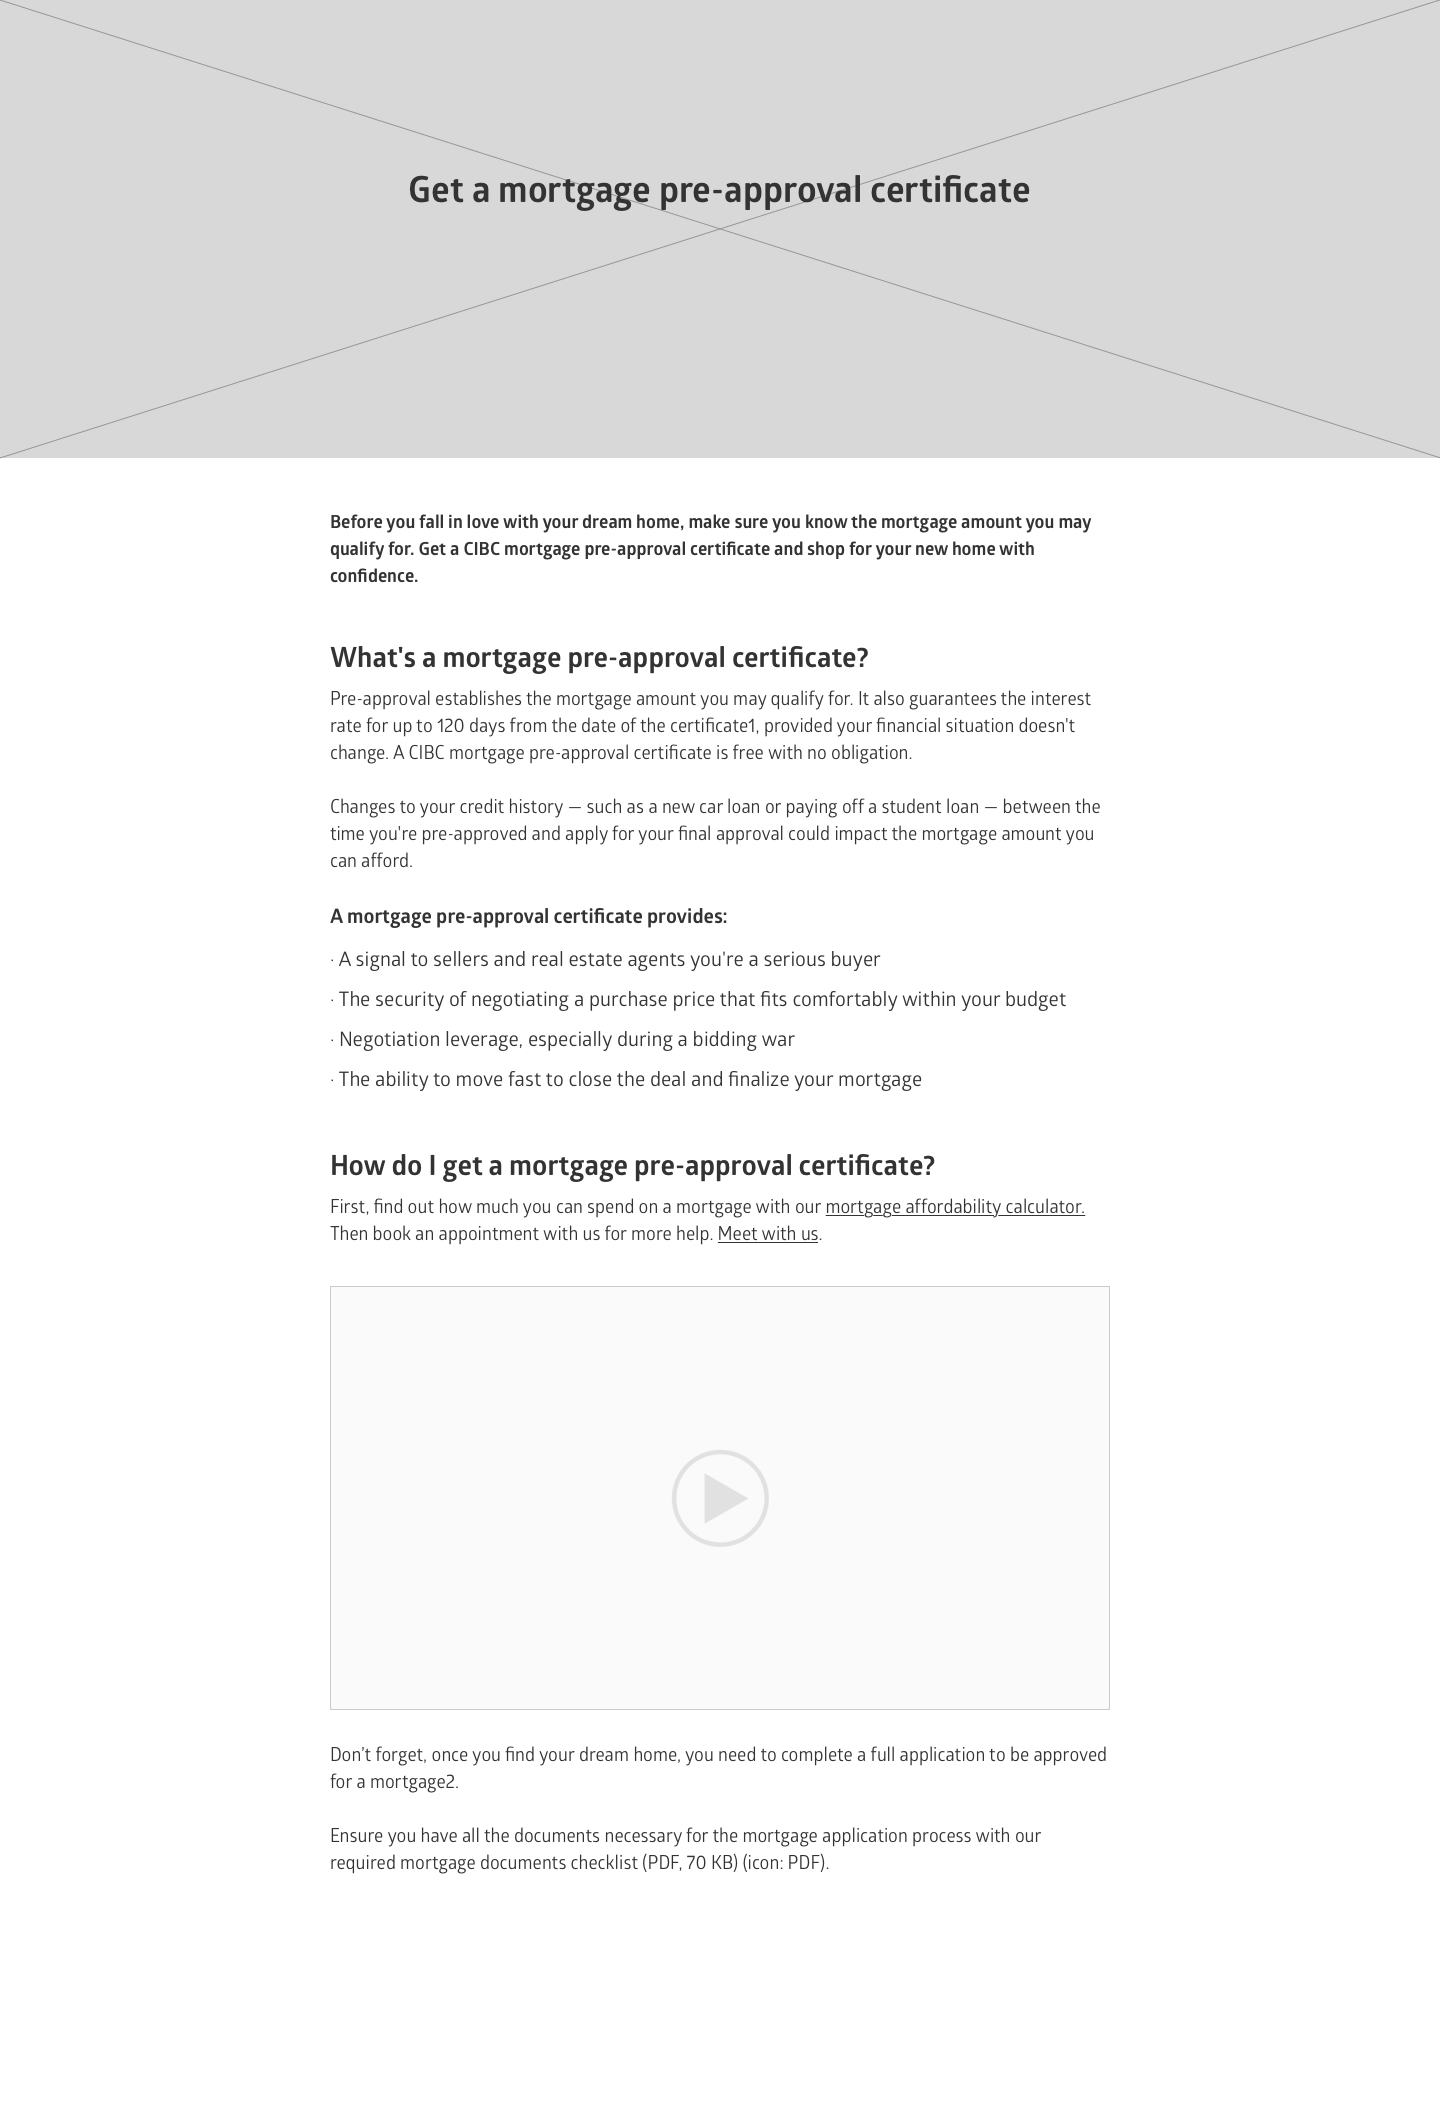 Get a mortgage pre-approval certificate
Before you fall in love with your dream home, make sure you know the mortgage amount you may
qualify for. Get a CIBC mortgage pre-approval certificate and shop for your new home with
confidence.
What's a mortgage pre-approval certificate?
Pre-approval establishes the mortgage amount you may qualify for. It also guarantees the interest
rate for up to 120 days from the date of the certificate1, provided your financial situation doesn't
change. A CIBC mortgage pre-approval certificate is free with no obligation.
Changes to your credit history — such as a new car loan or paying off a student loan — between the
time you're pre-approved and apply for your final approval could impact the mortgage amount you
can afford.
A mortgage pre-approval certificate provides:
· A signal to sellers and real estate agents you're a serious buyer
· The security of negotiating a purchase price that fits comfortably within your budget
· Negotiation leverage, especially during a bidding war
· The ability to move fast to close the deal and finalize your mortgage
How do I get a mortgage pre-approval certificate?
First, find out how much you can spend on a mortgage with our mortgage affordability calculator.
Then book an appointment with us for more help. Meet with us.
Don’t forget, once you find your dream home, you need to complete a full application to be approved
for a mortgage2.
Ensure you have all the documents necessary for the mortgage application process with our
required mortgage documents checklist (PDF, 70 KB) (icon: PDF).